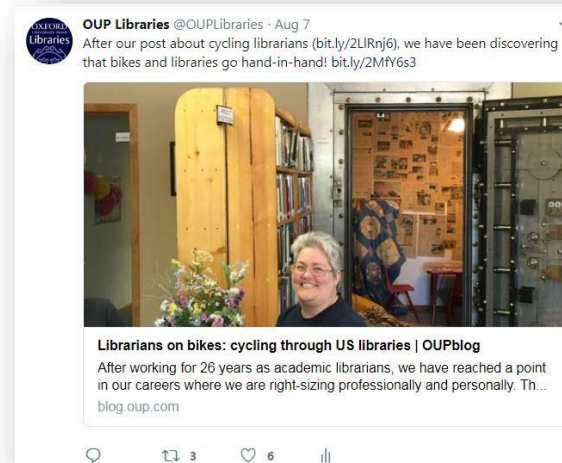 OUP Libraries @OUPLibraries · Aug 7
After our post about cycling librarians (bit.ly/2LlRnj6), we have been discovering
that bikes and libraries go hand-in-hand! bit.ly/2MfY6s3
OXFORD
UNIVERSITY PRESS
Libraries
Librarians on bikes: cycling through US libraries | OUPblog
After working for 26 years as academic librarians, we have reached a point
in our careers where we are right-sizing professionally and personally. Th...
blog.oup.com
3
6